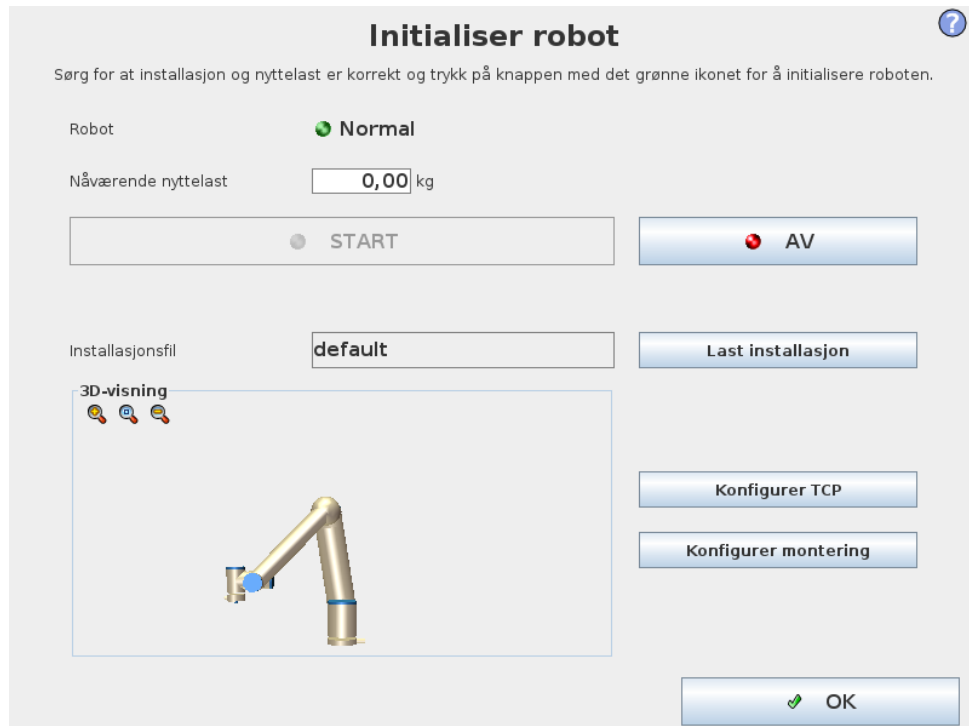 Initialiser robot
?
Sørg for at installasjon og nyttelast er korrekt og trykk på knappen med det grønne ikonet for å initialisere roboten.
Robot
Normal
Nåværende nyttelast
0,00 kg
START
AV
Installasjonsfil
default
Last installasjon
3D-visning
Konfigurer TCP
Konfigurer montering
OK